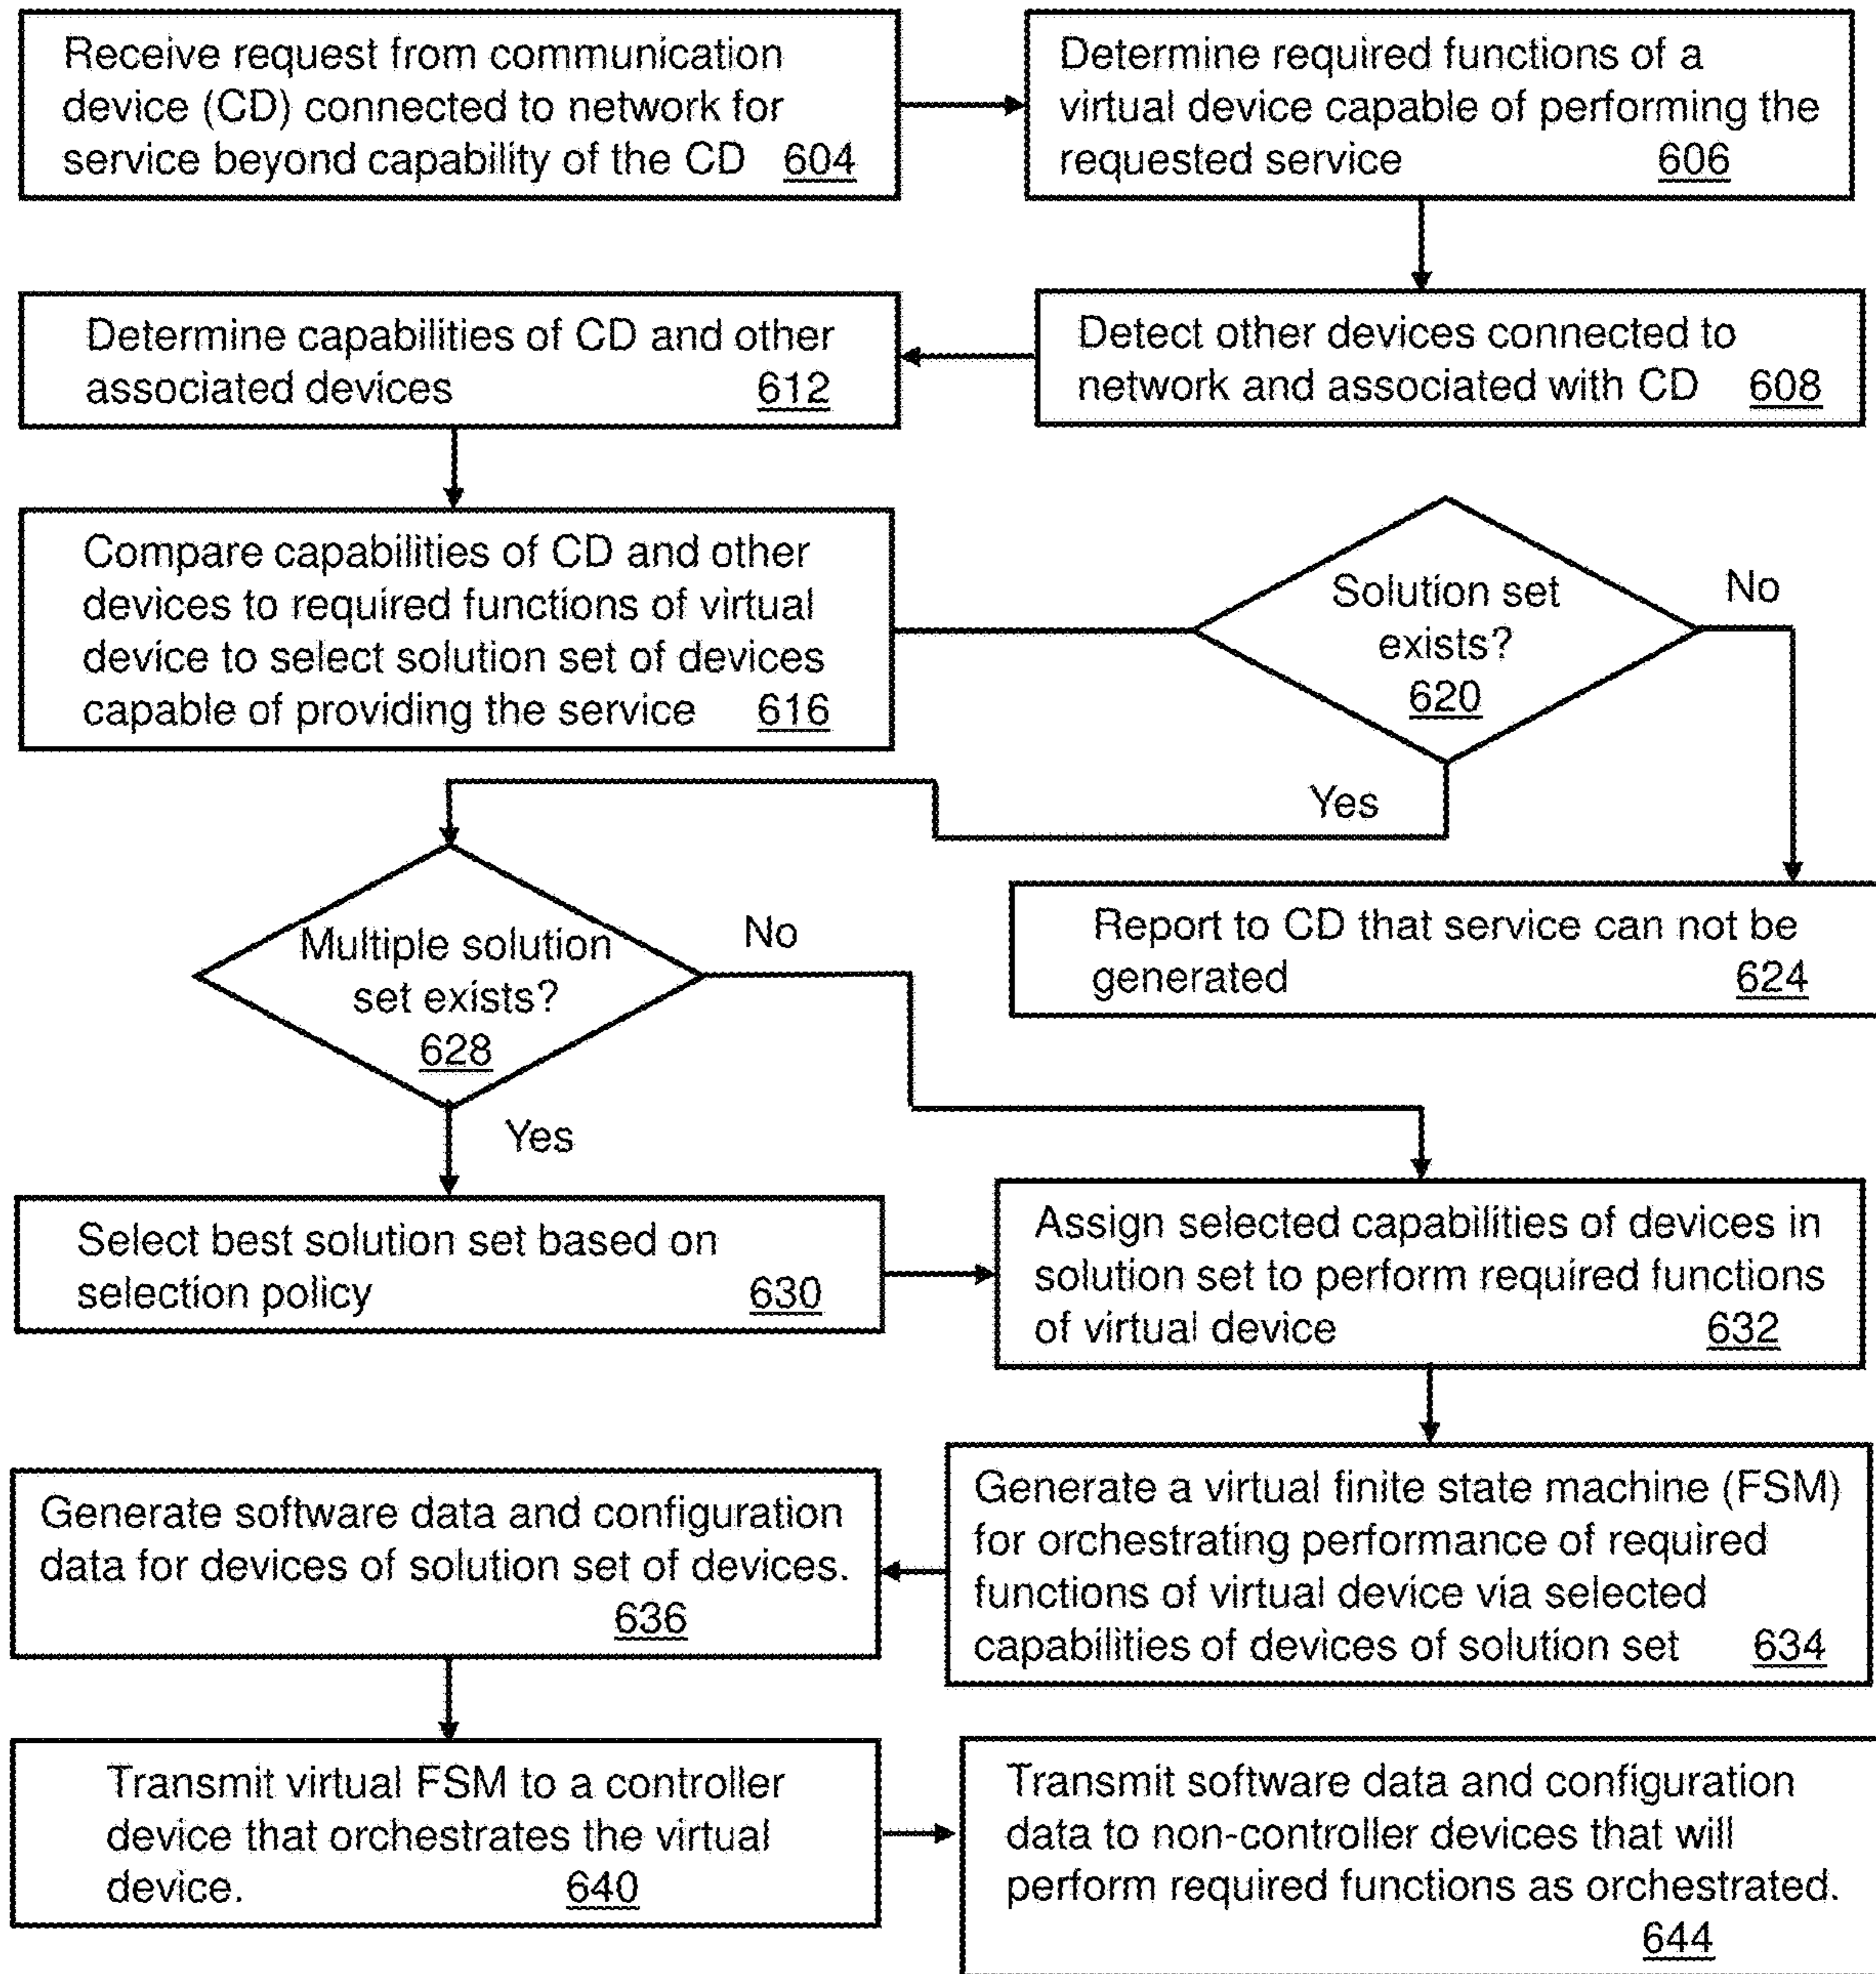 Receive request from communication
device (CD) connected to network for
service beyond capability of the CD 604
Determine required functions of a
virtual device capable of performing the
requested service 606
Detect other devices connected to
network and associated with CD 608
Determine capabilities of CD and other
associated devices 612
Compare capabilities of CD and other
devices to required functions of virtual
device to select solution set of devices
capable of providing the service 616
Solution set
exists?
620
No
Yes
Report to CD that service can not be
generated 624
Multiple solution
set exists?
628
No
Yes
Select best solution set based on
selection policy 630
Assign selected capabilities of devices in
solution set to perform required functions
of virtual device 632
Generate a virtual finite state machine (FSM)
for orchestrating performance of required
functions of virtual device via selected
capabilities of devices of solution set 634
Generate software data and configuration
data for devices of solution set of devices.
636
Transmit virtual FSM to a controller
device that orchestrates the virtual
device. 640
Transmit software data and configuration
data to non-controller devices that will
perform required functions as orchestrated.
644